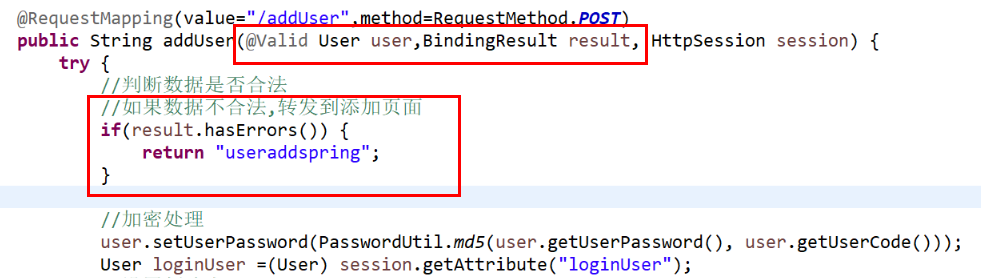 @RequestMapping(value="/addUser",method=RequestMethod.POST)
public String addUser(@Valid User user,BindingResult result, HttpSession session) {
try {
//判断数据是否合法
//如果数据不合法,转发到添加页面
if(result.hasErrors()) {
return "useraddspring";
}
//加密处理
user.setUserPassword(PasswordUtil.md5(user.getUserPassword(), user.getUserCode()));
User loginUser =(User) session.getAttribute("loginUser");